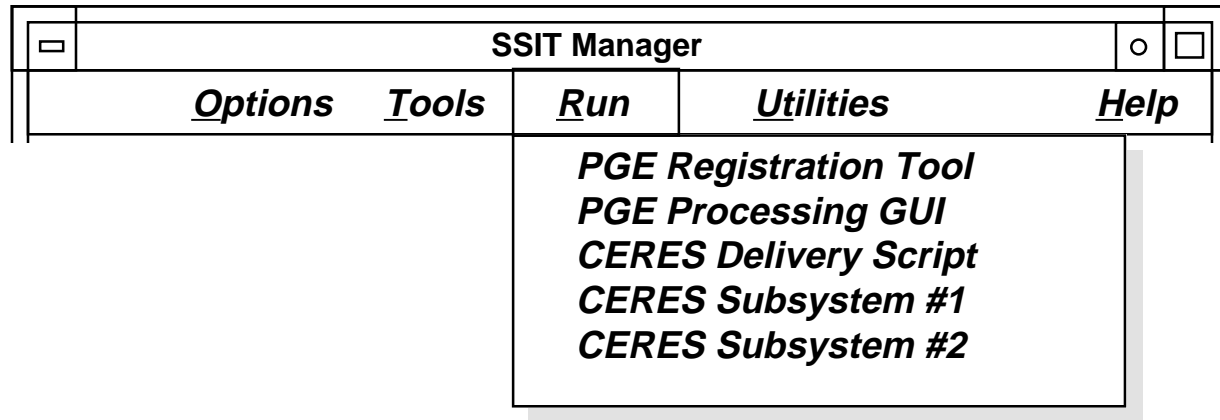 SSIT Manager
Options Tools Run Utilities Help
PGE Registration Tool
PGE Processing GUI
CERES Delivery Script
CERES Subsystem #1
CERES Subsystem #2